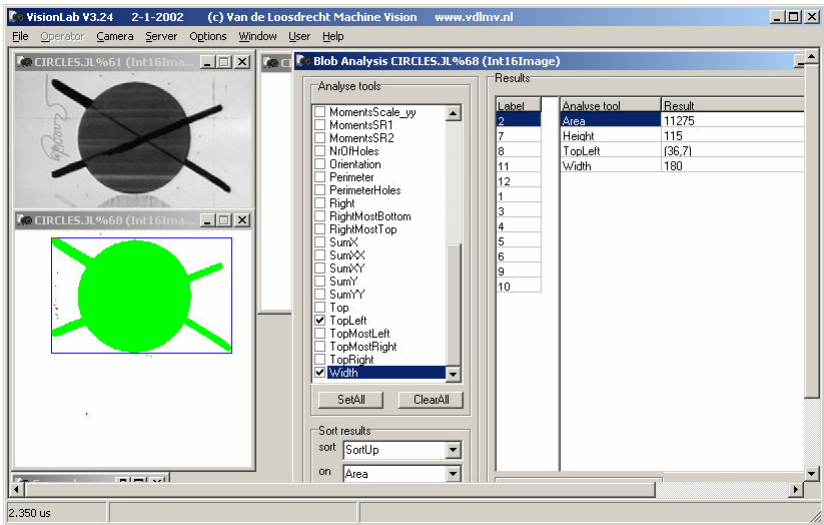 VisionLab V3.24 2-1-2002 (c) Van de Loosdrecht Machine Vision www.vdlmv.nl
File Operator Camera Server Options Window User Help
CIRCLES.JL%61 (Int16Ima...
CIRCLES.JL%68 (Int16Ima...
Blob Analysis CIRCLES.JL%68 (Int16Image)
Analyse tools
MomentsScale_yy
MomentsSR1
MomentsSR2
NrOfHoles
Orientation
Perimeter
PerimeterHoles
Right
RightMostBottom
RightMostTop
SumX
SumXX
SumXY
SumY
SumYY
Top
TopLeft
TopMostLeft
TopMostRight
TopRight
Width
SetAll ClearAll
Sort results
sort SortUp
on Area
Results
Label Analyse tool Result
2 Area 11275
7 Height 115
8 TopLeft (36,7)
11 Width 180
12
1
3
4
5
6
9
10
2.350 us